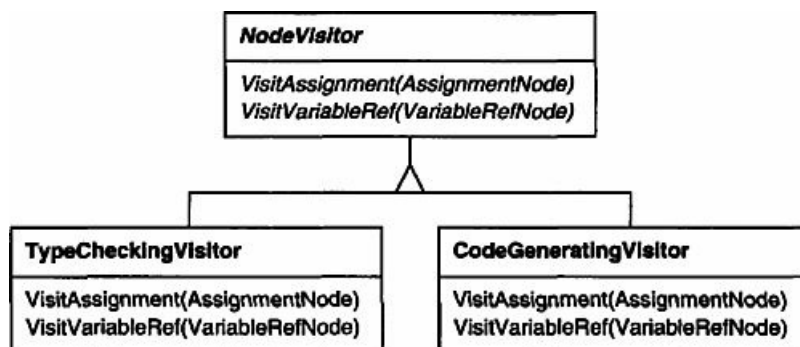 NodeVisitor
VisitAssignment(AssignmentNode)
VisitVariableRef(VariableRefNode)
TypeCheckingVisitor
VisitAssignment(AssignmentNode)
VisitVariableRef(VariableRefNode)
CodeGeneratingVisitor
VisitAssignment(AssignmentNode)
VisitVariableRef(VariableRefNode)